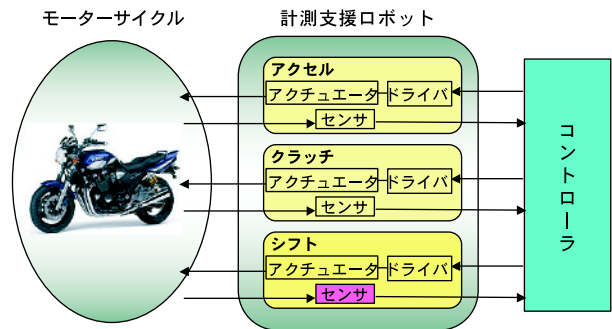 モーターサイクル
計測支援ロボット
アクセル
アクチュエータ ドライバ
センサ
クラッチ
アクチュエータ ドライバ
センサ
シフト
アクチュエータ ドライバ
センサ
コントローラ